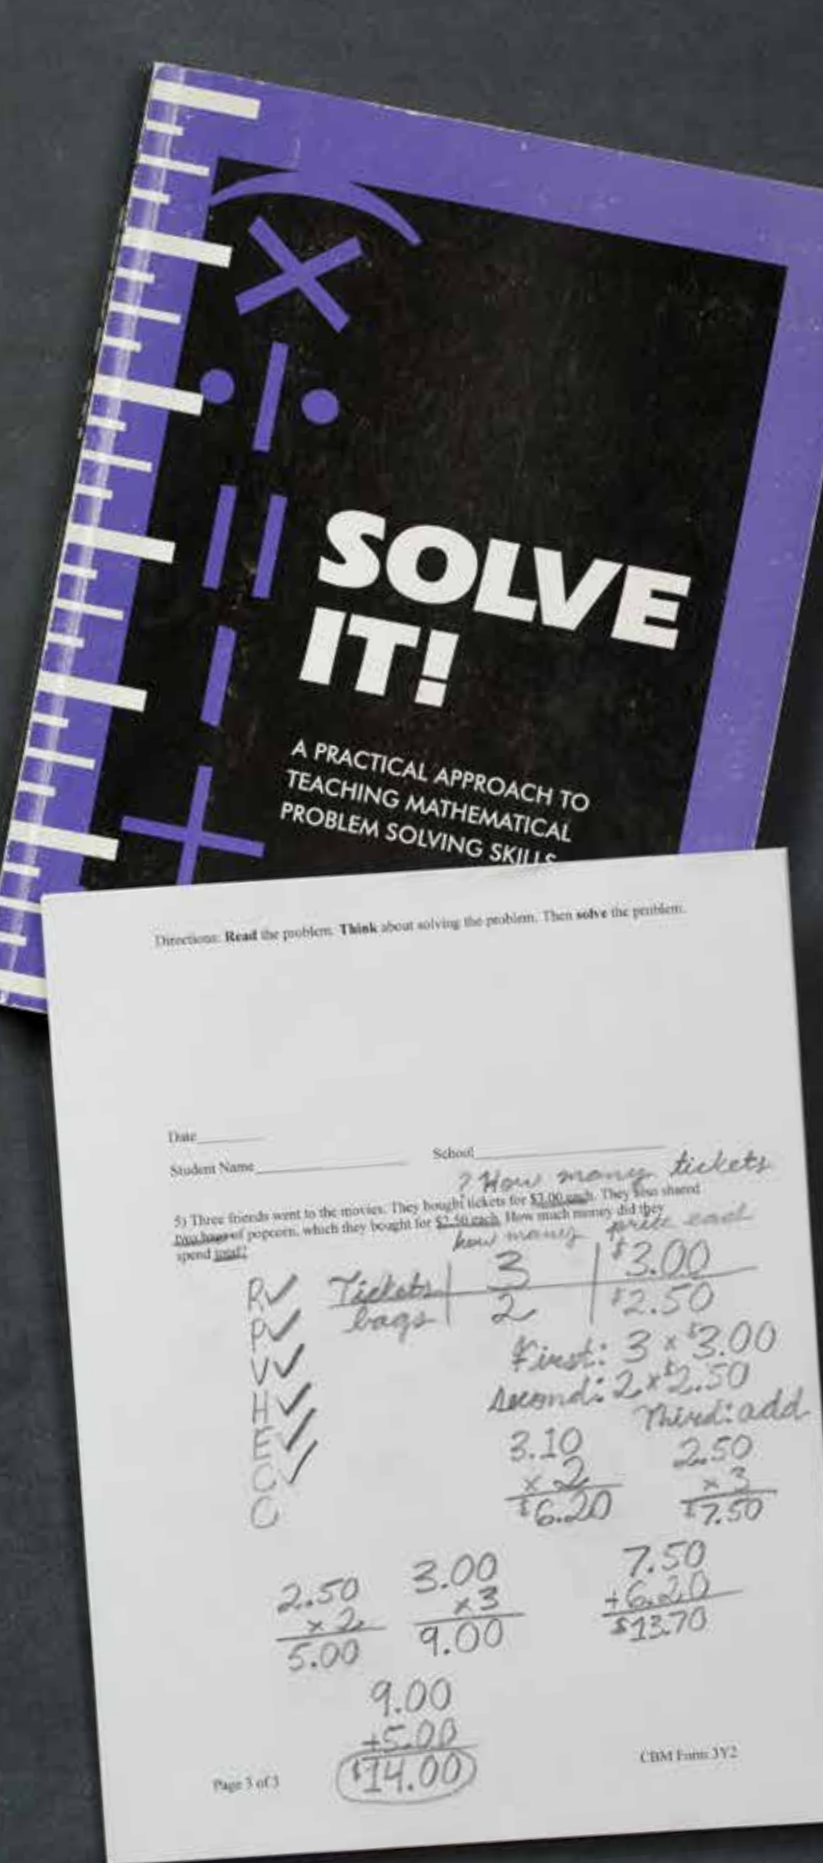 SOLVE
IT!
A PRACTICAL APPROACH TO
TEACHING MATHEMATICAL
PROBLEM SOLVING SKILLS
Directions: Read the problem. Think about solving the problem. Then solve the problem.
Date
Student Name School
? How many tickets
5) Three friends went to the movies. They bought tickets for $3.00 each. They also shared
two bags of popcorn, which they bought for $2.50 each. How much money did they
spend total?
how many price each
Tickets 3 $3.00
bags 2 $2.50
R✓
P✓
V✓
H✓
E✓
C✓
C
First: 3 x $3.00
second: 2 x $2.50
Third: add
3.10 2.50
x 2 x 3
$6.20 $7.50
2.50 3.00 7.50
x 2 x3 +6.20
5.00 9.00 $13.70
9.00
+5.00
$14.00
Page 3 of 3 CBM Form 3Y2